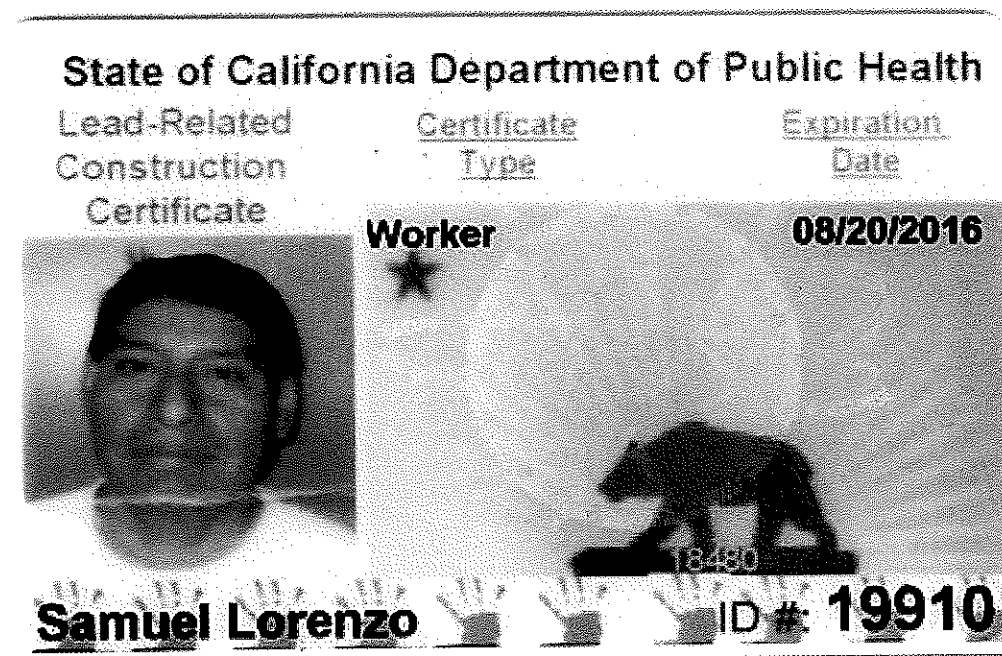 State of California Department of Public Health
Lead-Related
Construction
Certificate
Certificate
Type
Expiration
Date
Worker
08/20/2016
18480
Samuel Lorenzo
ID #: 19910